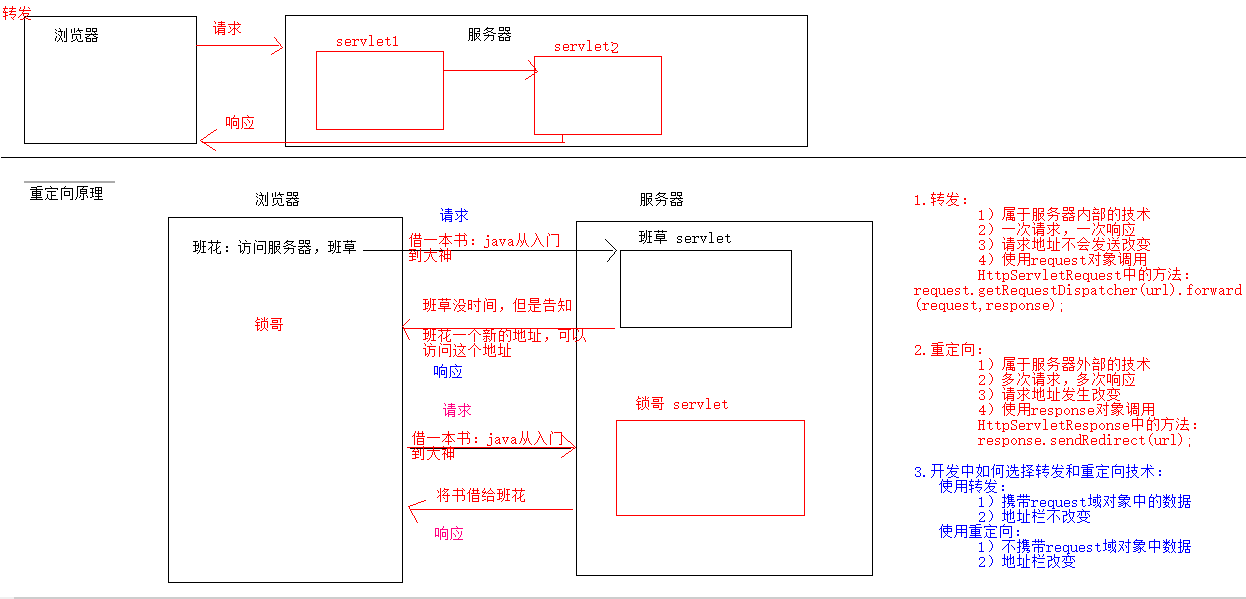 转发
浏览器
请求
servlet1
服务器
servlet2
响应
重定向原理
浏览器
服务器
请求
班花：访问服务器，班草
借一本书：java从入门
到大神
班草 servlet
锁哥
班草没时间，但是告知
班花一个新的地址，可以
访问这个地址
响应
请求
锁哥 servlet
借一本书：java从入门
到大神
将书借给班花
响应
1.转发：
1）属于服务器内部的技术
2）一次请求，一次响应
3）请求地址不会发送改变
4）使用request对象调用
HttpServletRequest中的方法：
request.getRequestDispatcher(url).forward
(request,response);
2.重定向：
1）属于服务器外部的技术
2）多次请求，多次响应
3）请求地址发生改变
4）使用response对象调用
HttpServletResponse中的方法：
response.sendRedirect(url);
3.开发中如何选择转发和重定向技术：
使用转发：
1）携带request域对象中的数据
2）地址栏不改变
使用重定向：
1）不携带request域对象中数据
2）地址栏改变